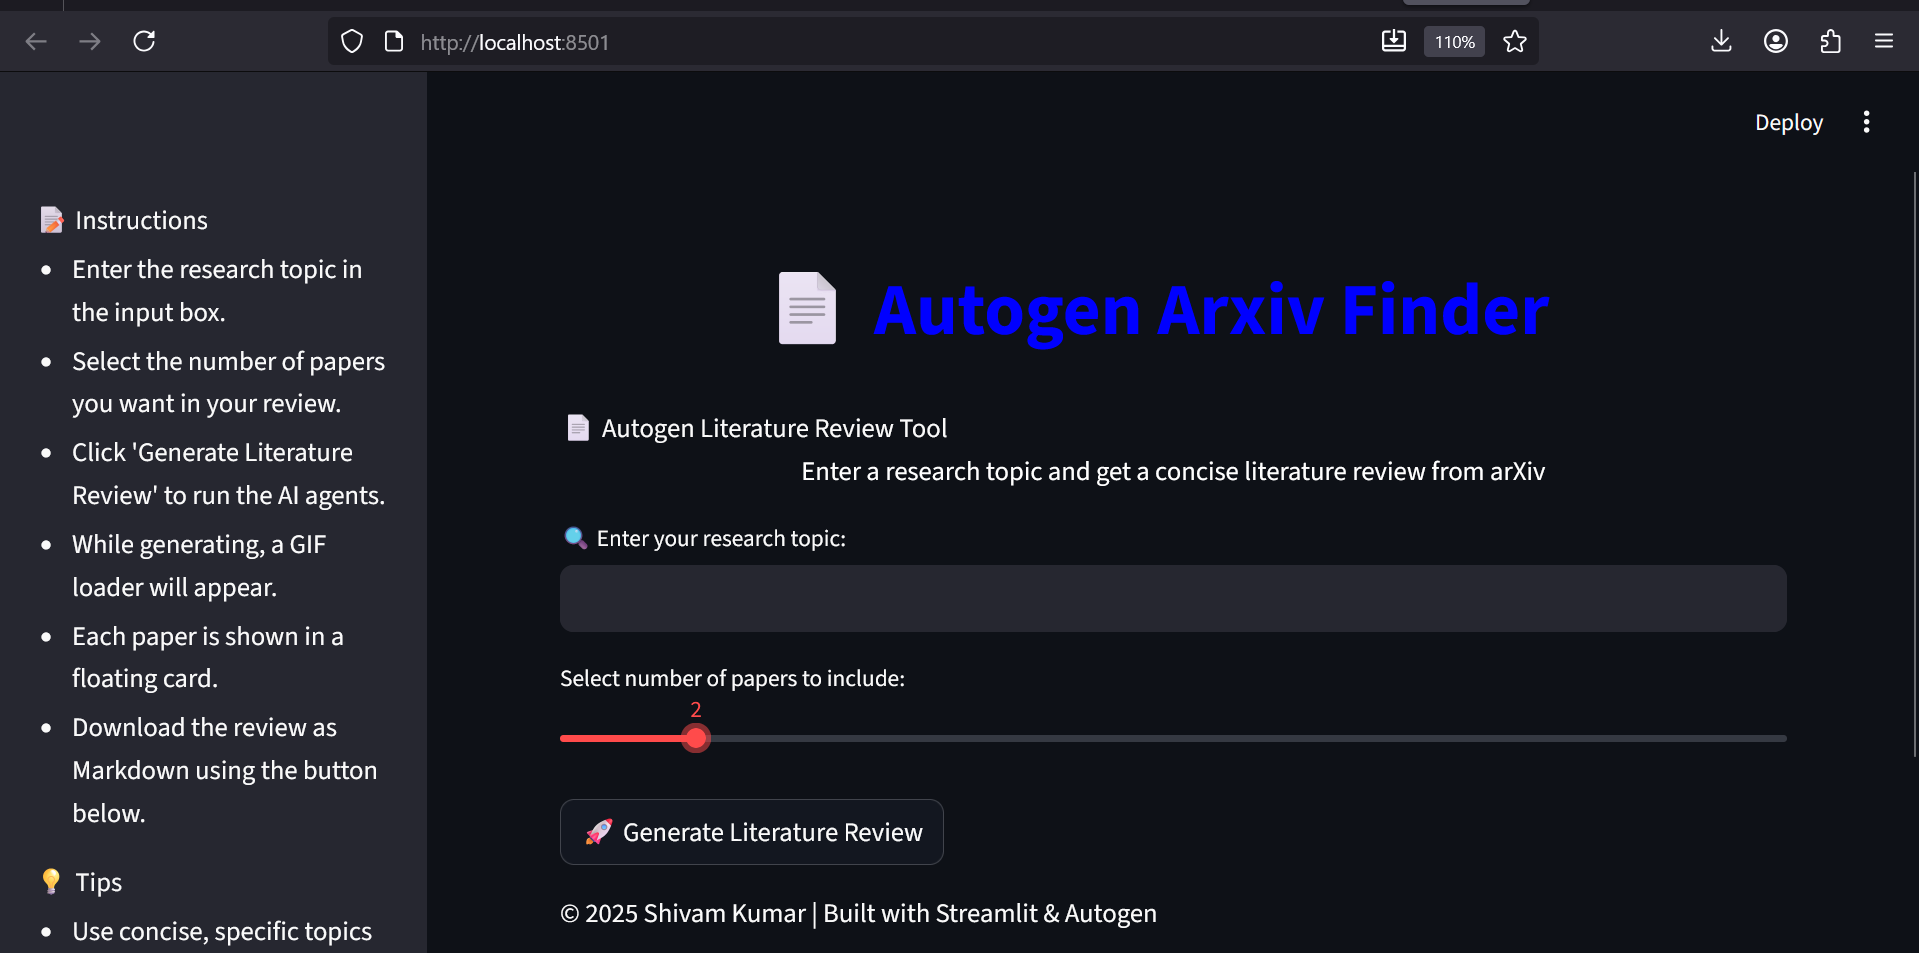 http://localhost:8501
110%
Deploy
Instructions
Enter the research topic in
the input box.
Select the number of papers
you want in your review.
Click 'Generate Literature
Review' to run the AI agents.
While generating, a GIF
loader will appear.
Each paper is shown in a
floating card.
Download the review as
Markdown using the button
below.
Tips
Use concise, specific topics
Autogen Arxiv Finder
Autogen Literature Review Tool
Enter a research topic and get a concise literature review from arXiv
Enter your research topic:
Select number of papers to include:
2
Generate Literature Review
© 2025 Shivam Kumar | Built with Streamlit & Autogen